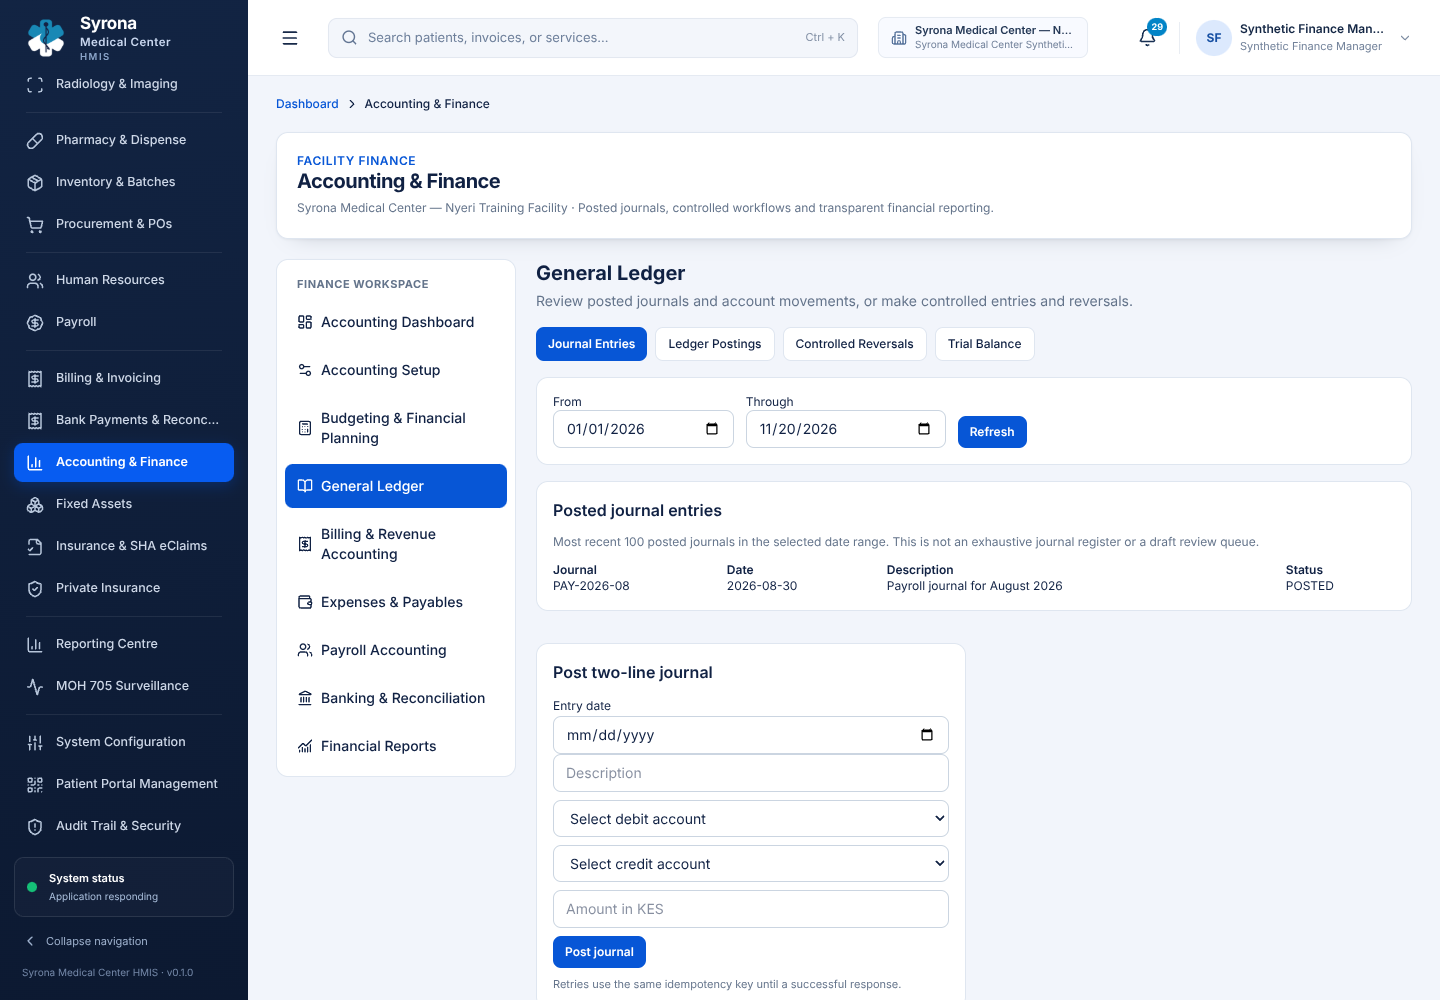 Syrona
Medical Center
HMIS
Radiology & Imaging
Pharmacy & Dispense
Inventory & Batches
Procurement & POs
Human Resources
Payroll
Billing & Invoicing
Bank Payments & Reconc...
Accounting & Finance
Fixed Assets
Insurance & SHA eClaims
Private Insurance
Reporting Centre
MOH 705 Surveillance
System Configuration
Patient Portal Management
Audit Trail & Security
System status
Application responding
Collapse navigation
Syrona Medical Center HMIS · v0.1.0
Search patients, invoices, or services...
Ctrl + K
Syrona Medical Center — N...
Syrona Medical Center Syntheti...
29
SF
Synthetic Finance Man...
Synthetic Finance Manager
Dashboard > Accounting & Finance
FACILITY FINANCE
Accounting & Finance
Syrona Medical Center — Nyeri Training Facility · Posted journals, controlled workflows and transparent financial reporting.
FINANCE WORKSPACE
Accounting Dashboard
Accounting Setup
Budgeting & Financial
Planning
General Ledger
Billing & Revenue
Accounting
Expenses & Payables
Payroll Accounting
Banking & Reconciliation
Financial Reports
General Ledger
Review posted journals and account movements, or make controlled entries and reversals.
Journal Entries Ledger Postings Controlled Reversals Trial Balance
From Through
01/01/2026 11/20/2026 Refresh
Posted journal entries
Most recent 100 posted journals in the selected date range. This is not an exhaustive journal register or a draft review queue.
Journal Date Description Status
PAY-2026-08 2026-08-30 Payroll journal for August 2026 POSTED
Post two-line journal
Entry date
mm/dd/yyyy
Description
Select debit account
Select credit account
Amount in KES
Post journal
Retries use the same idempotency key until a successful response.